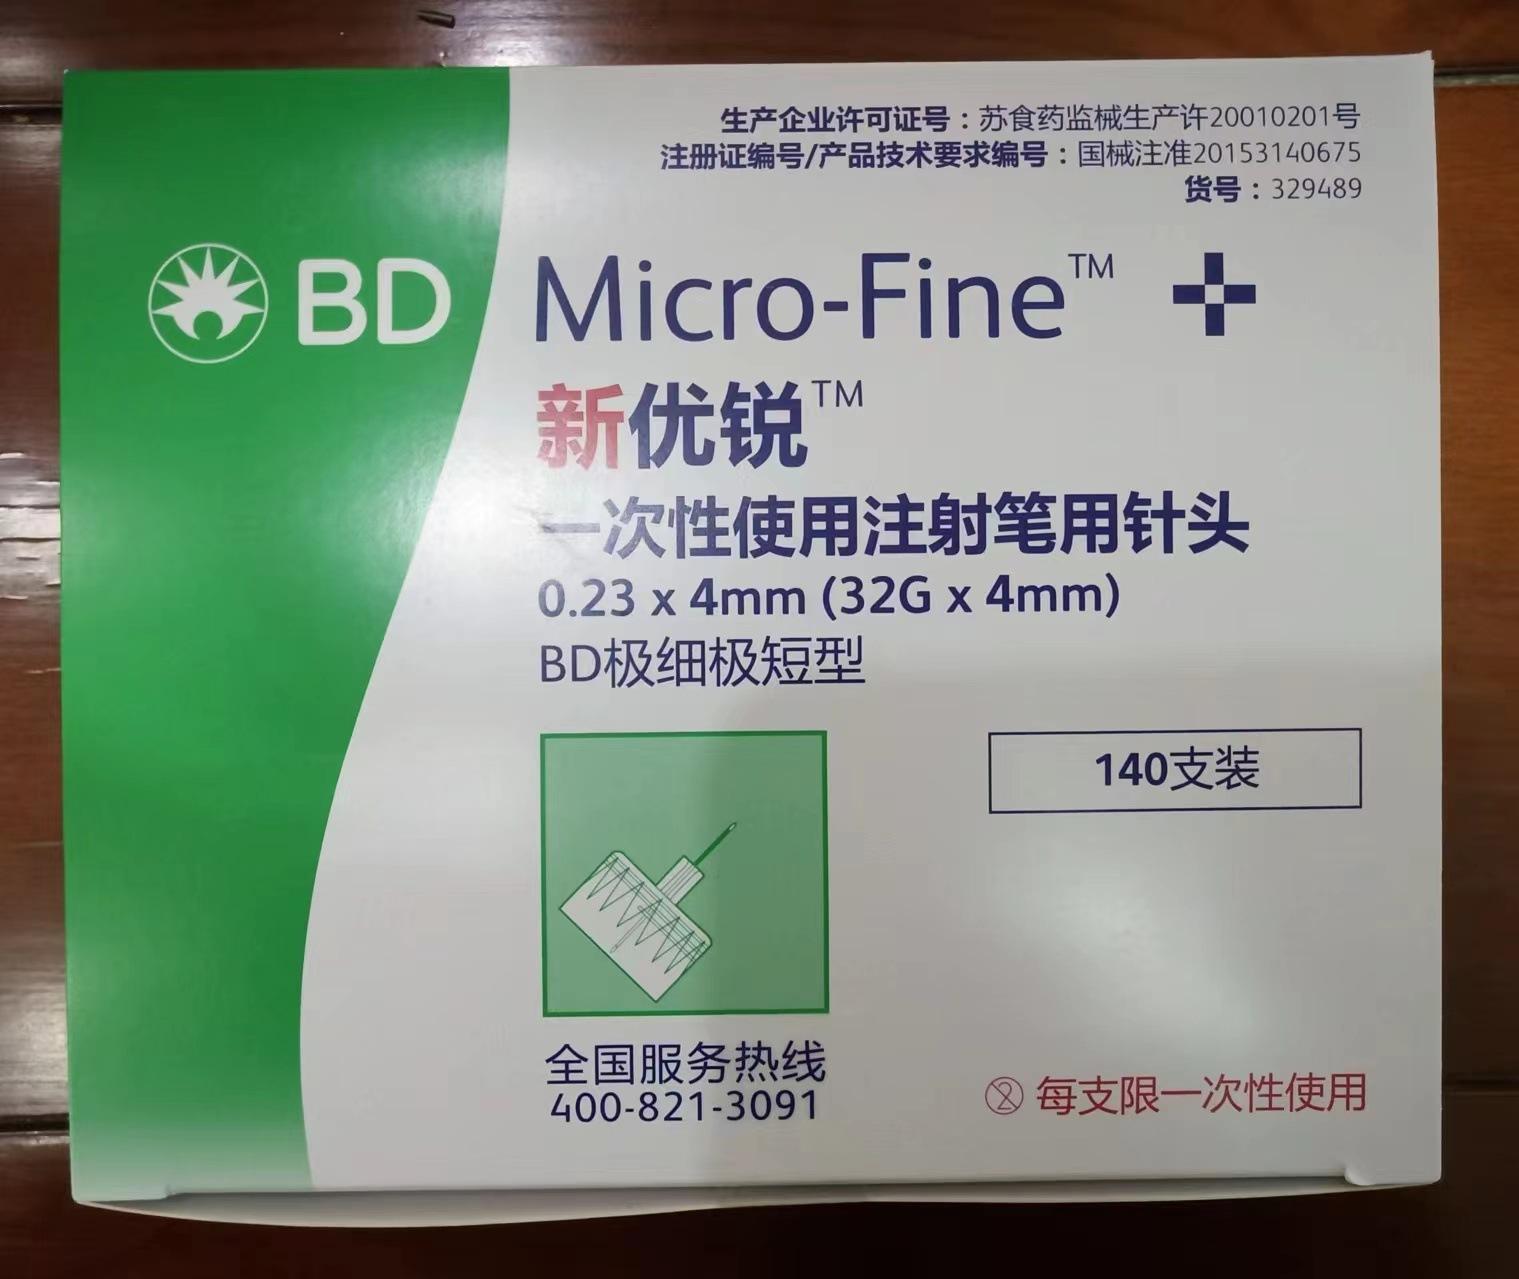 生产企业许可证号：苏食药监械生产许20010201号
注册证编号/产品技术要求编号：国械注准20153140675
货号：329489
BD Micro-Fine™
新优锐™
一次性使用注射笔用针头
0.23 x 4mm (32G x 4mm)
BD极细极短型
140支装
全国服务热线
400-821-3091
2 每支限一次性使用